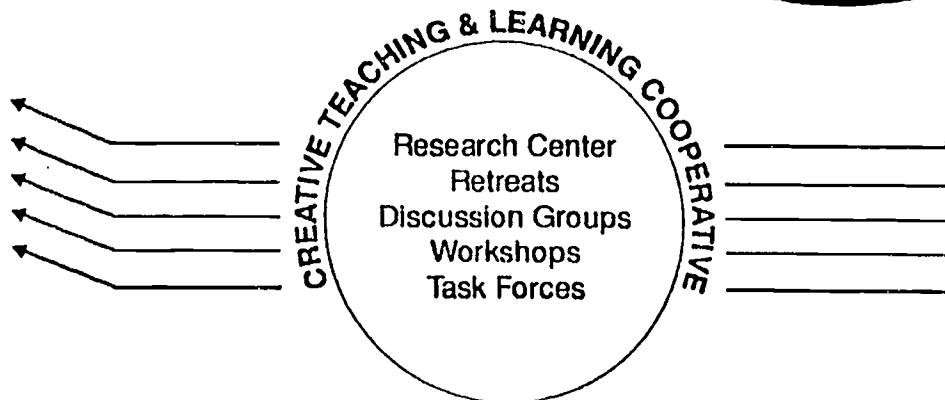 CREATIVE TEACHING & LEARNING COOPERATIVE
Research Center
Retreats
Discussion Groups
Workshops
Task Forces